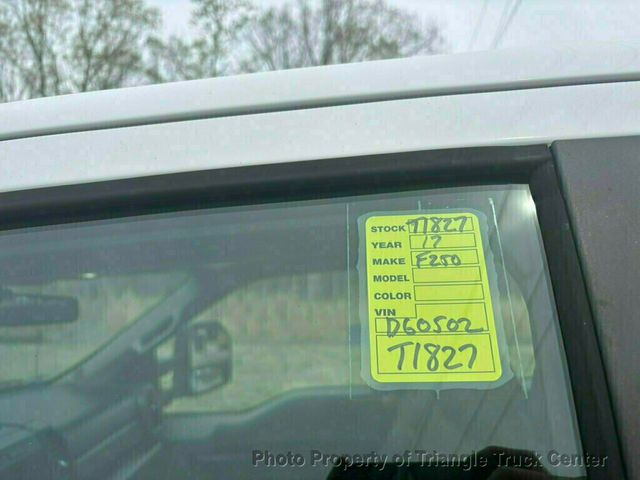 STOCK T1827
YEAR 17
MAKE F250
MODEL
COLOR
VIN
D60502
T1827
Photo Property of Triangle Truck Center